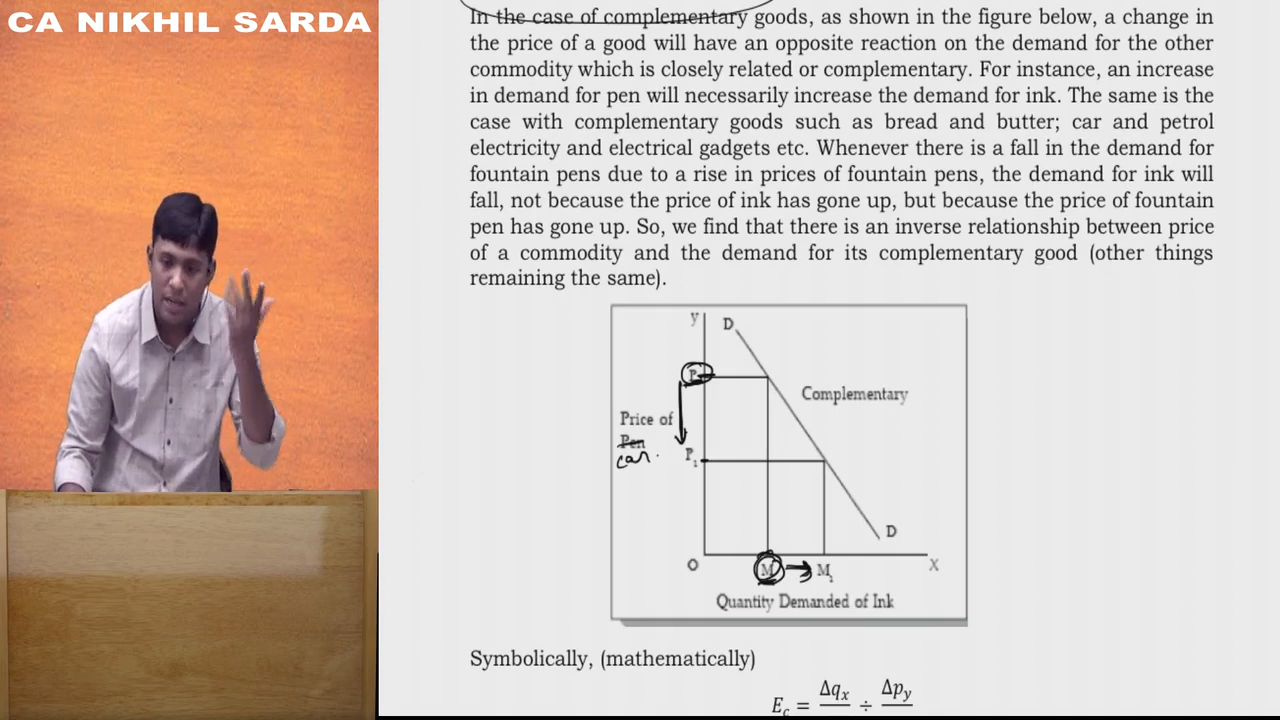 CA NIKHIL SARDA
In the case of complementary goods, as shown in the figure below, a change in
the price of a good will have an opposite reaction on the demand for the other
commodity which is closely related or complementary. For instance, an increase
in demand for pen will necessarily increase the demand for ink. The same is the
case with complementary goods such as bread and butter; car and petrol
electricity and electrical gadgets etc. Whenever there is a fall in the demand for
fountain pens due to a rise in prices of fountain pens, the demand for ink will
fall, not because the price of ink has gone up, but because the price of fountain
pen has gone up. So, we find that there is an inverse relationship between price
of a commodity and the demand for its complementary good (other things
remaining the same).
y
D
P
Complementary
Price of
Pen
car.
P₁
D
O
M
M₁
X
Quantity Demanded of Ink
Symbolically, (mathematically)
E_c = Δq_x ÷ Δp_y